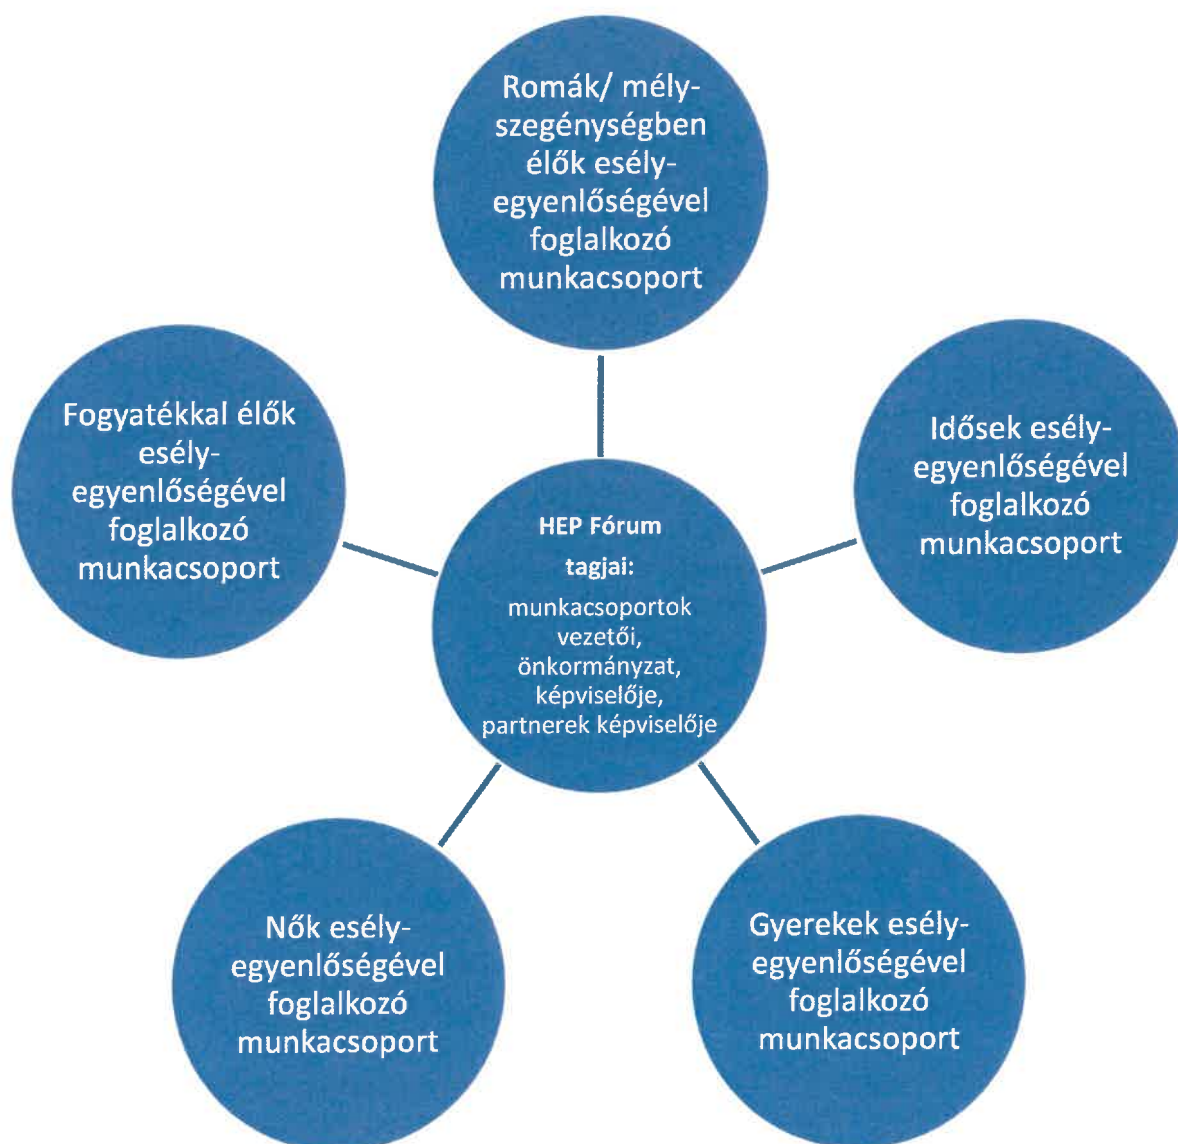 Romák/ mély-
szegénységben
élők esély-
egyenlőségével
foglalkozó
munkacsoport
Fogyatékkal élők
esély-
egyenlőségével
foglalkozó
munkacsoport
Idősek esély-
egyenlőségével
foglalkozó
munkacsoport
HEP Fórum
tagjai:
munkacsoportok
vezetői,
önkormányzat,
képviselője,
partnerek képviselője
Nők esély-
egyenlőségével
foglalkozó
munkacsoport
Gyerekek esély-
egyenlőségével
foglalkozó
munkacsoport